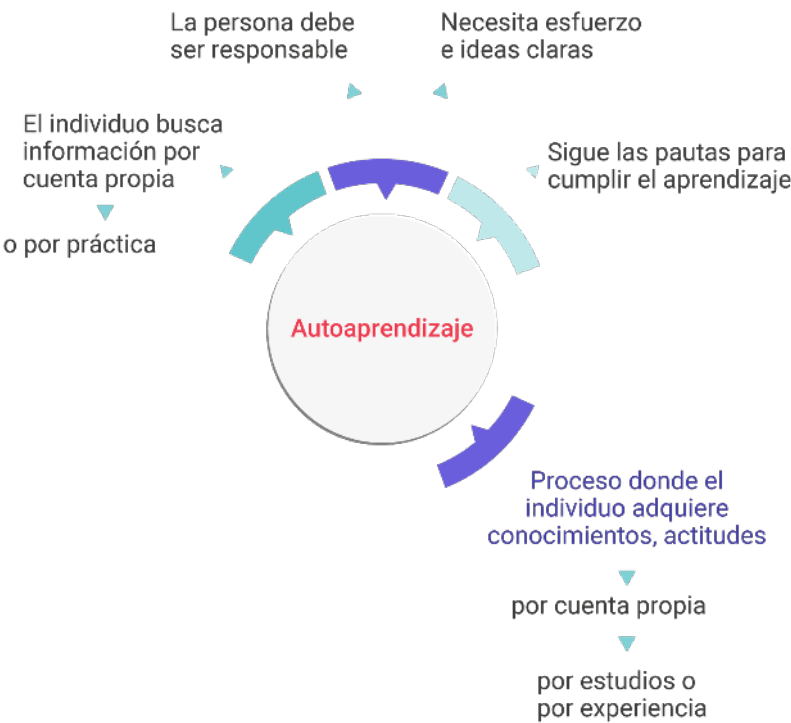 La persona debe
ser responsable
Necesita esfuerzo
e ideas claras
El individuo busca
información por
cuenta propia
o por práctica
Sigue las pautas para
cumplir el aprendizaje
Autoaprendizaje
Proceso donde el
individuo adquiere
conocimientos, actitudes
por cuenta propia
por estudios o
por experiencia